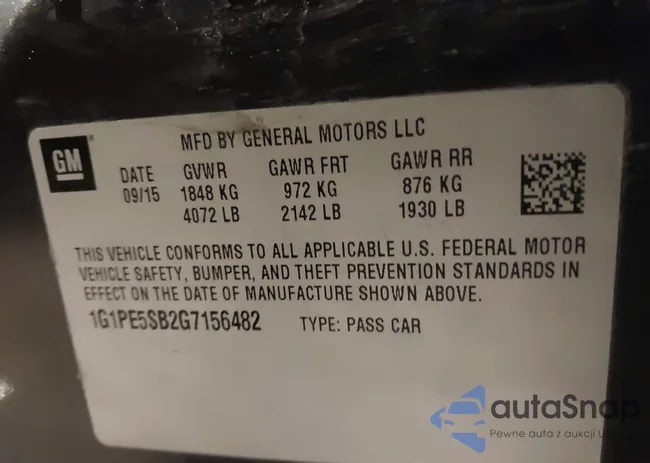 MFD BY GENERAL MOTORS LLC
GM
DATE GVWR GAWR FRT GAWR RR
09/15 1848 KG 972 KG 876 KG
4072 LB 2142 LB 1930 LB
THIS VEHICLE CONFORMS TO ALL APPLICABLE U.S. FEDERAL MOTOR
VEHICLE SAFETY, BUMPER, AND THEFT PREVENTION STANDARDS IN
EFFECT ON THE DATE OF MANUFACTURE SHOWN ABOVE.
1G1PE5SB2G7156482 TYPE: PASS CAR
autaSnap
Pewne auta z aukcji